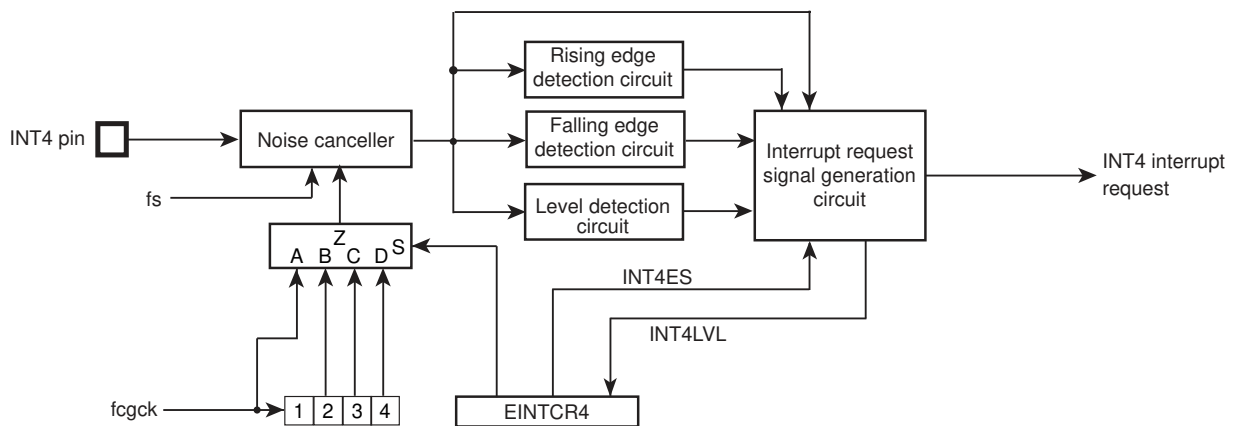 Rising edge
detection circuit
INT4 pin
Noise canceller
Falling edge
detection circuit
Interrupt request
signal generation
circuit
INT4 interrupt
request
fs
Level detection
circuit
Z
S
A B C D
INT4ES
INT4LVL
fcgck
1 2 3 4
EINTCR4